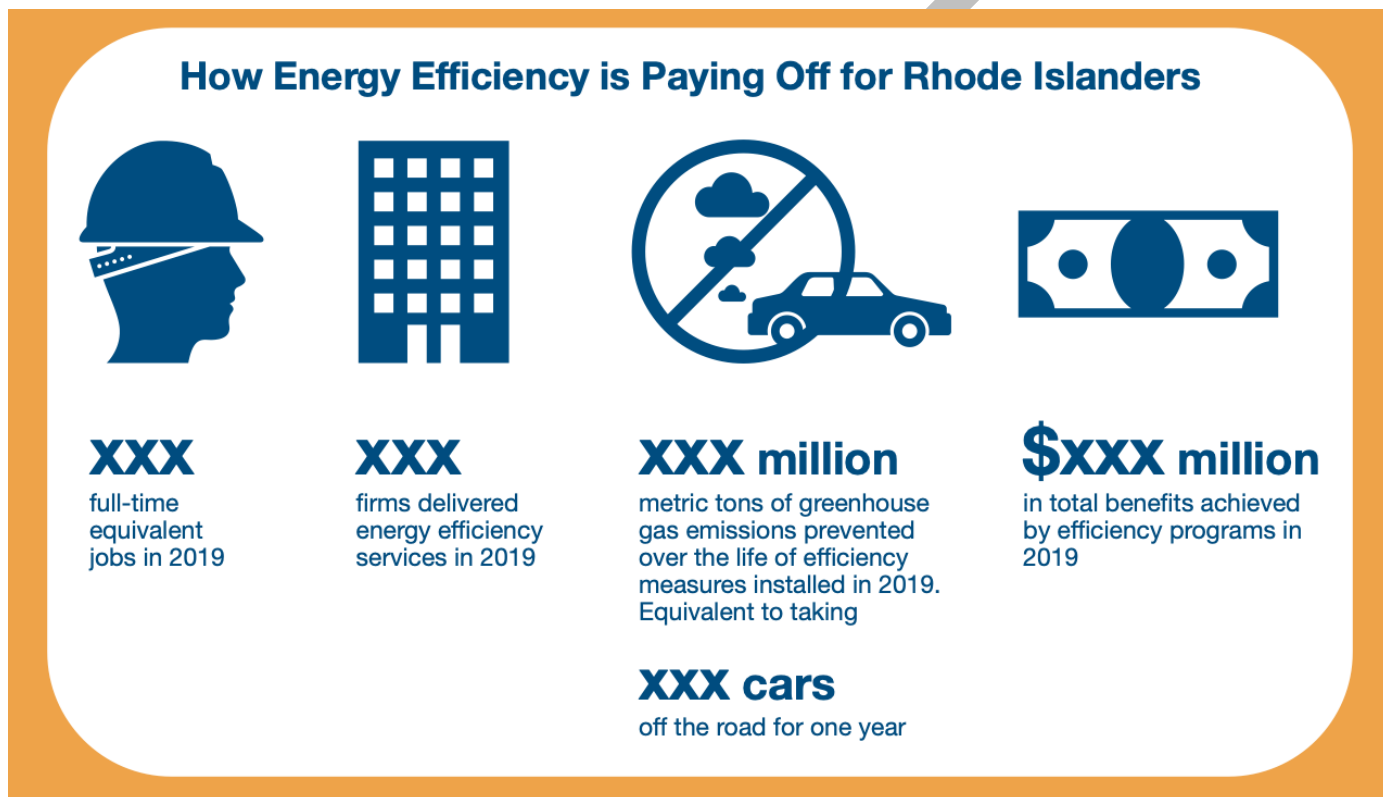 How Energy Efficiency is Paying Off for Rhode Islanders
xxx
full-time
equivalent
jobs in 2019
xxx
firms delivered
energy efficiency
services in 2019
xxx million
metric tons of greenhouse
gas emissions prevented
over the life of efficiency
measures installed in 2019.
Equivalent to taking
xxx cars
off the road for one year
$xxx million
in total benefits achieved
by efficiency programs in
2019